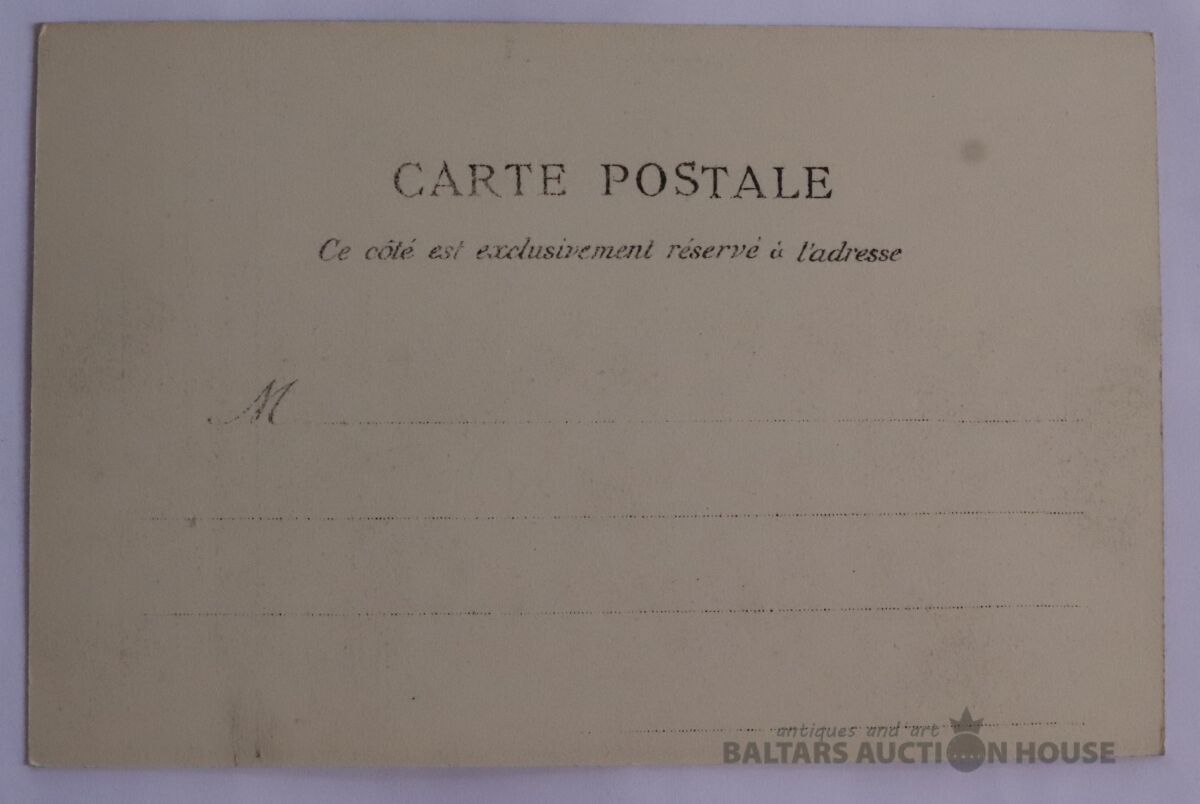 CARTE POSTALE
Ce côté est exclusivement réservé à l'adresse
M
antiques and art
BALTARS AUCTION HOUSE